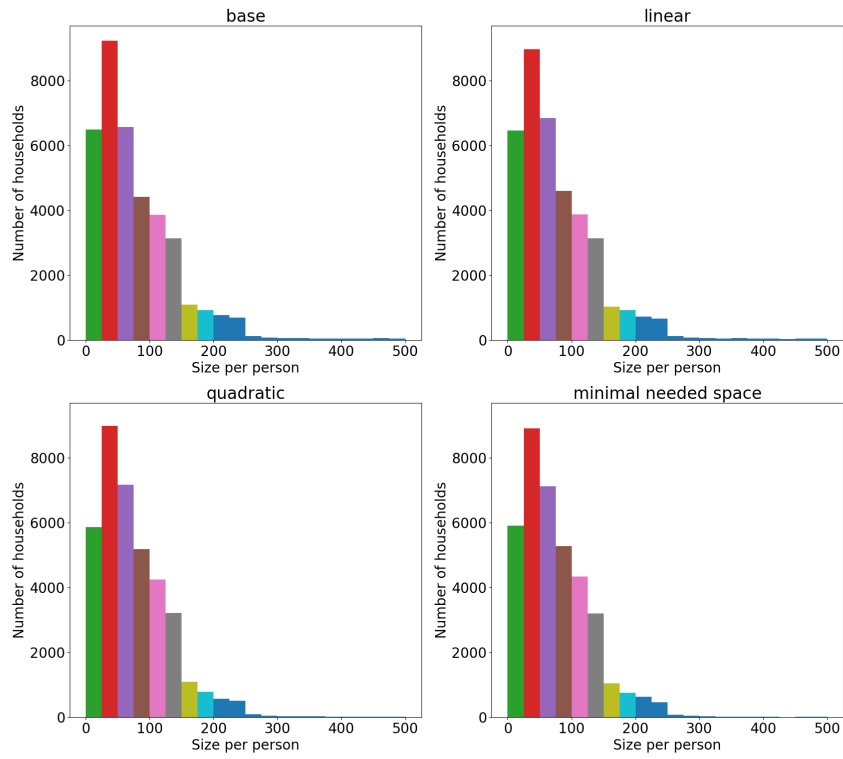 base
Number of households
8000
6000
4000
2000
0
0 100 200 300 400 500
Size per person
linear
Number of households
8000
6000
4000
2000
0
0 100 200 300 400 500
Size per person
quadratic
Number of households
8000
6000
4000
2000
0
0 100 200 300 400 500
Size per person
minimal needed space
Number of households
8000
6000
4000
2000
0
0 100 200 300 400 500
Size per person